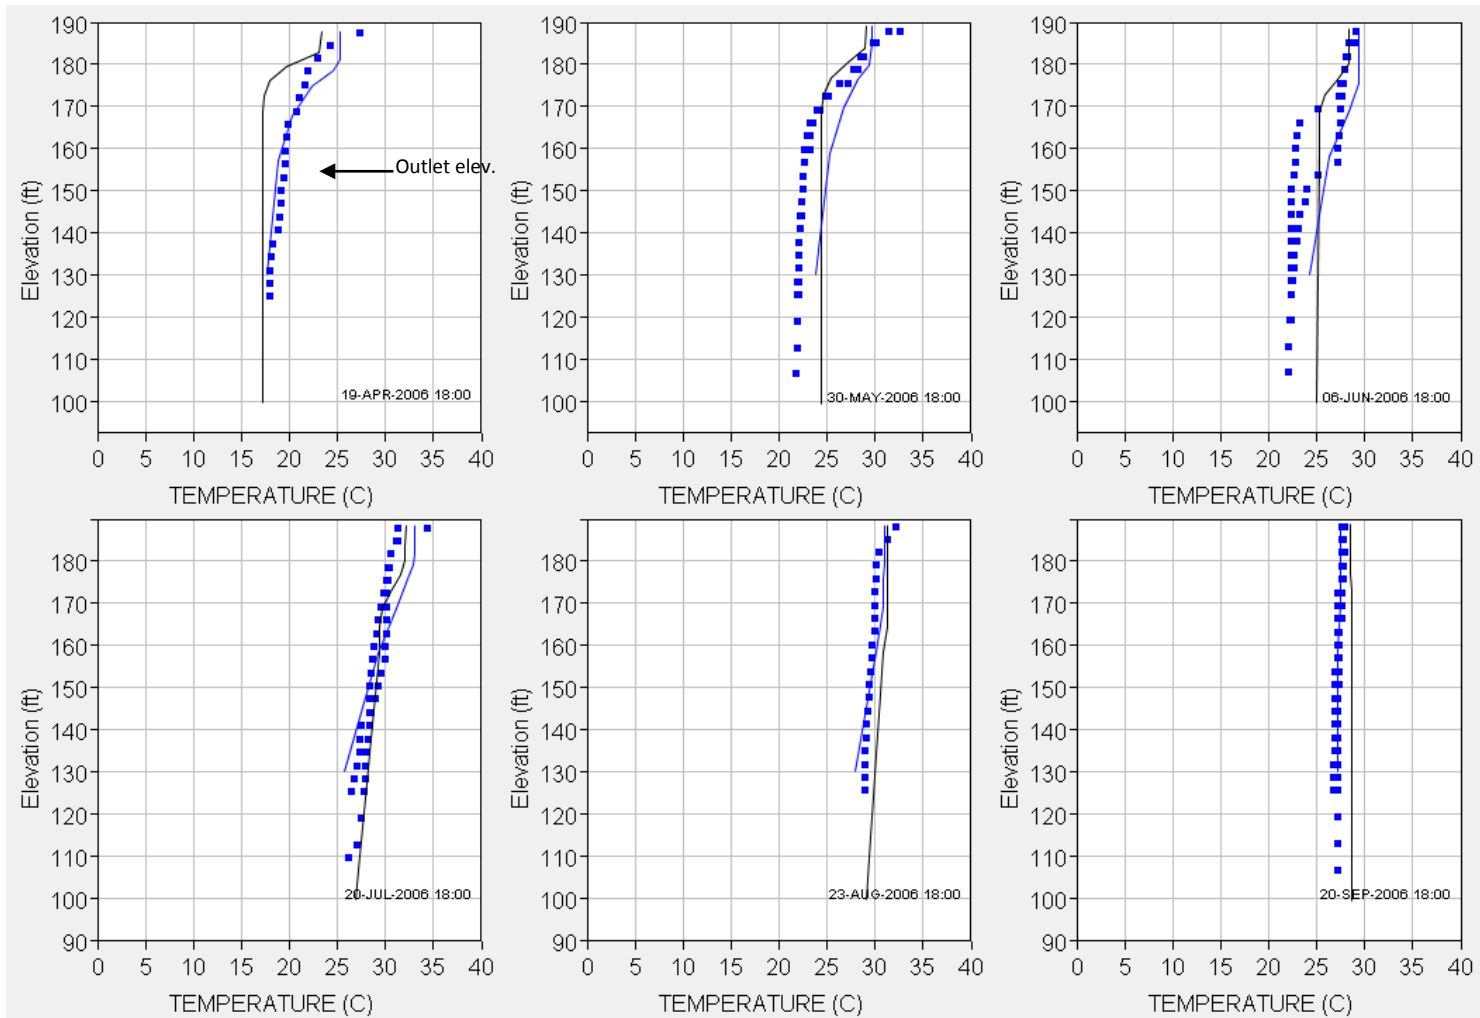 190 190 190
180 180 180
170 170 170
160 160 160
Outlet elev.
150 150 150
140 140 140
130 130 130
120 120 120
110 110 110
100 100 100
Elevation (ft) Elevation (ft) Elevation (ft)
19-APR-2006 18:00 30-MAY-2006 18:00 06-JUN-2006 18:00
0 5 10 15 20 25 30 35 40 0 5 10 15 20 25 30 35 40 0 5 10 15 20 25 30 35 40
TEMPERATURE (C) TEMPERATURE (C) TEMPERATURE (C)
180 180 180
170 170 170
160 160 160
150 150 150
140 140 140
130 130 130
120 120 120
110 110 110
100 100 100
90 90 90
Elevation (ft) Elevation (ft) Elevation (ft)
20-JUL-2006 18:00 23-AUG-2006 18:00 20-SEP-2006 18:00
0 5 10 15 20 25 30 35 40 0 5 10 15 20 25 30 35 40 0 5 10 15 20 25 30 35 40
TEMPERATURE (C) TEMPERATURE (C) TEMPERATURE (C)